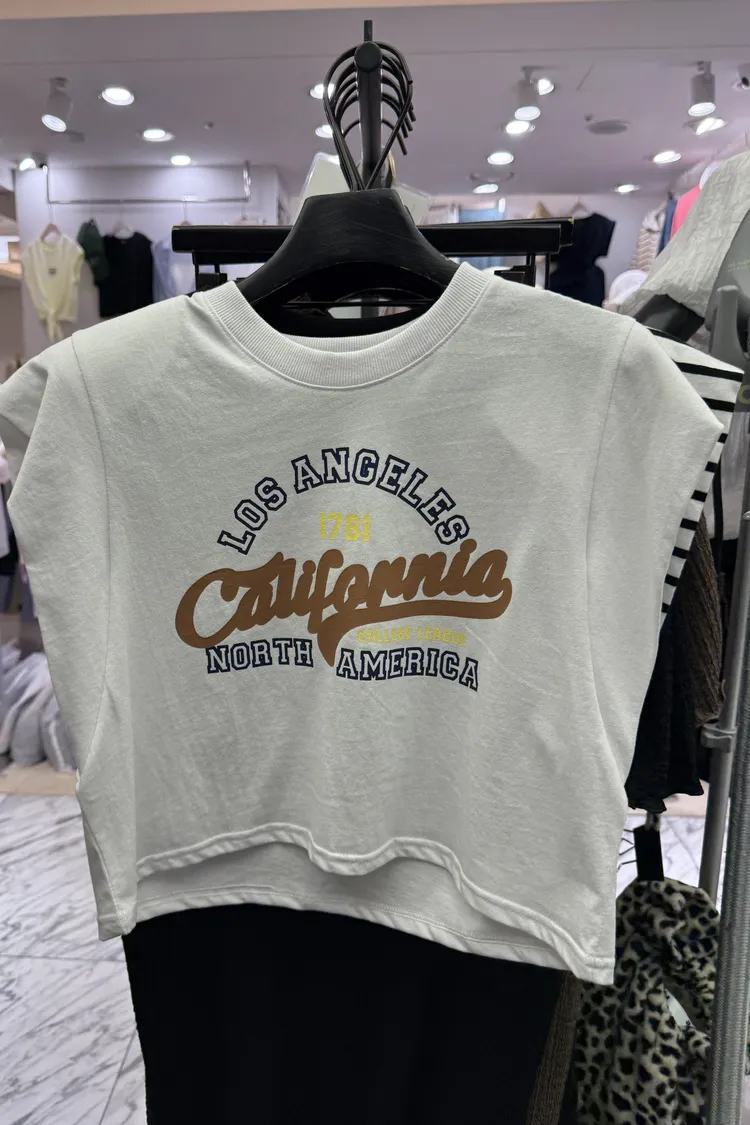 LOS ANGELES
1781
California
COLLEGE LEAGUE
NORTH AMERICA